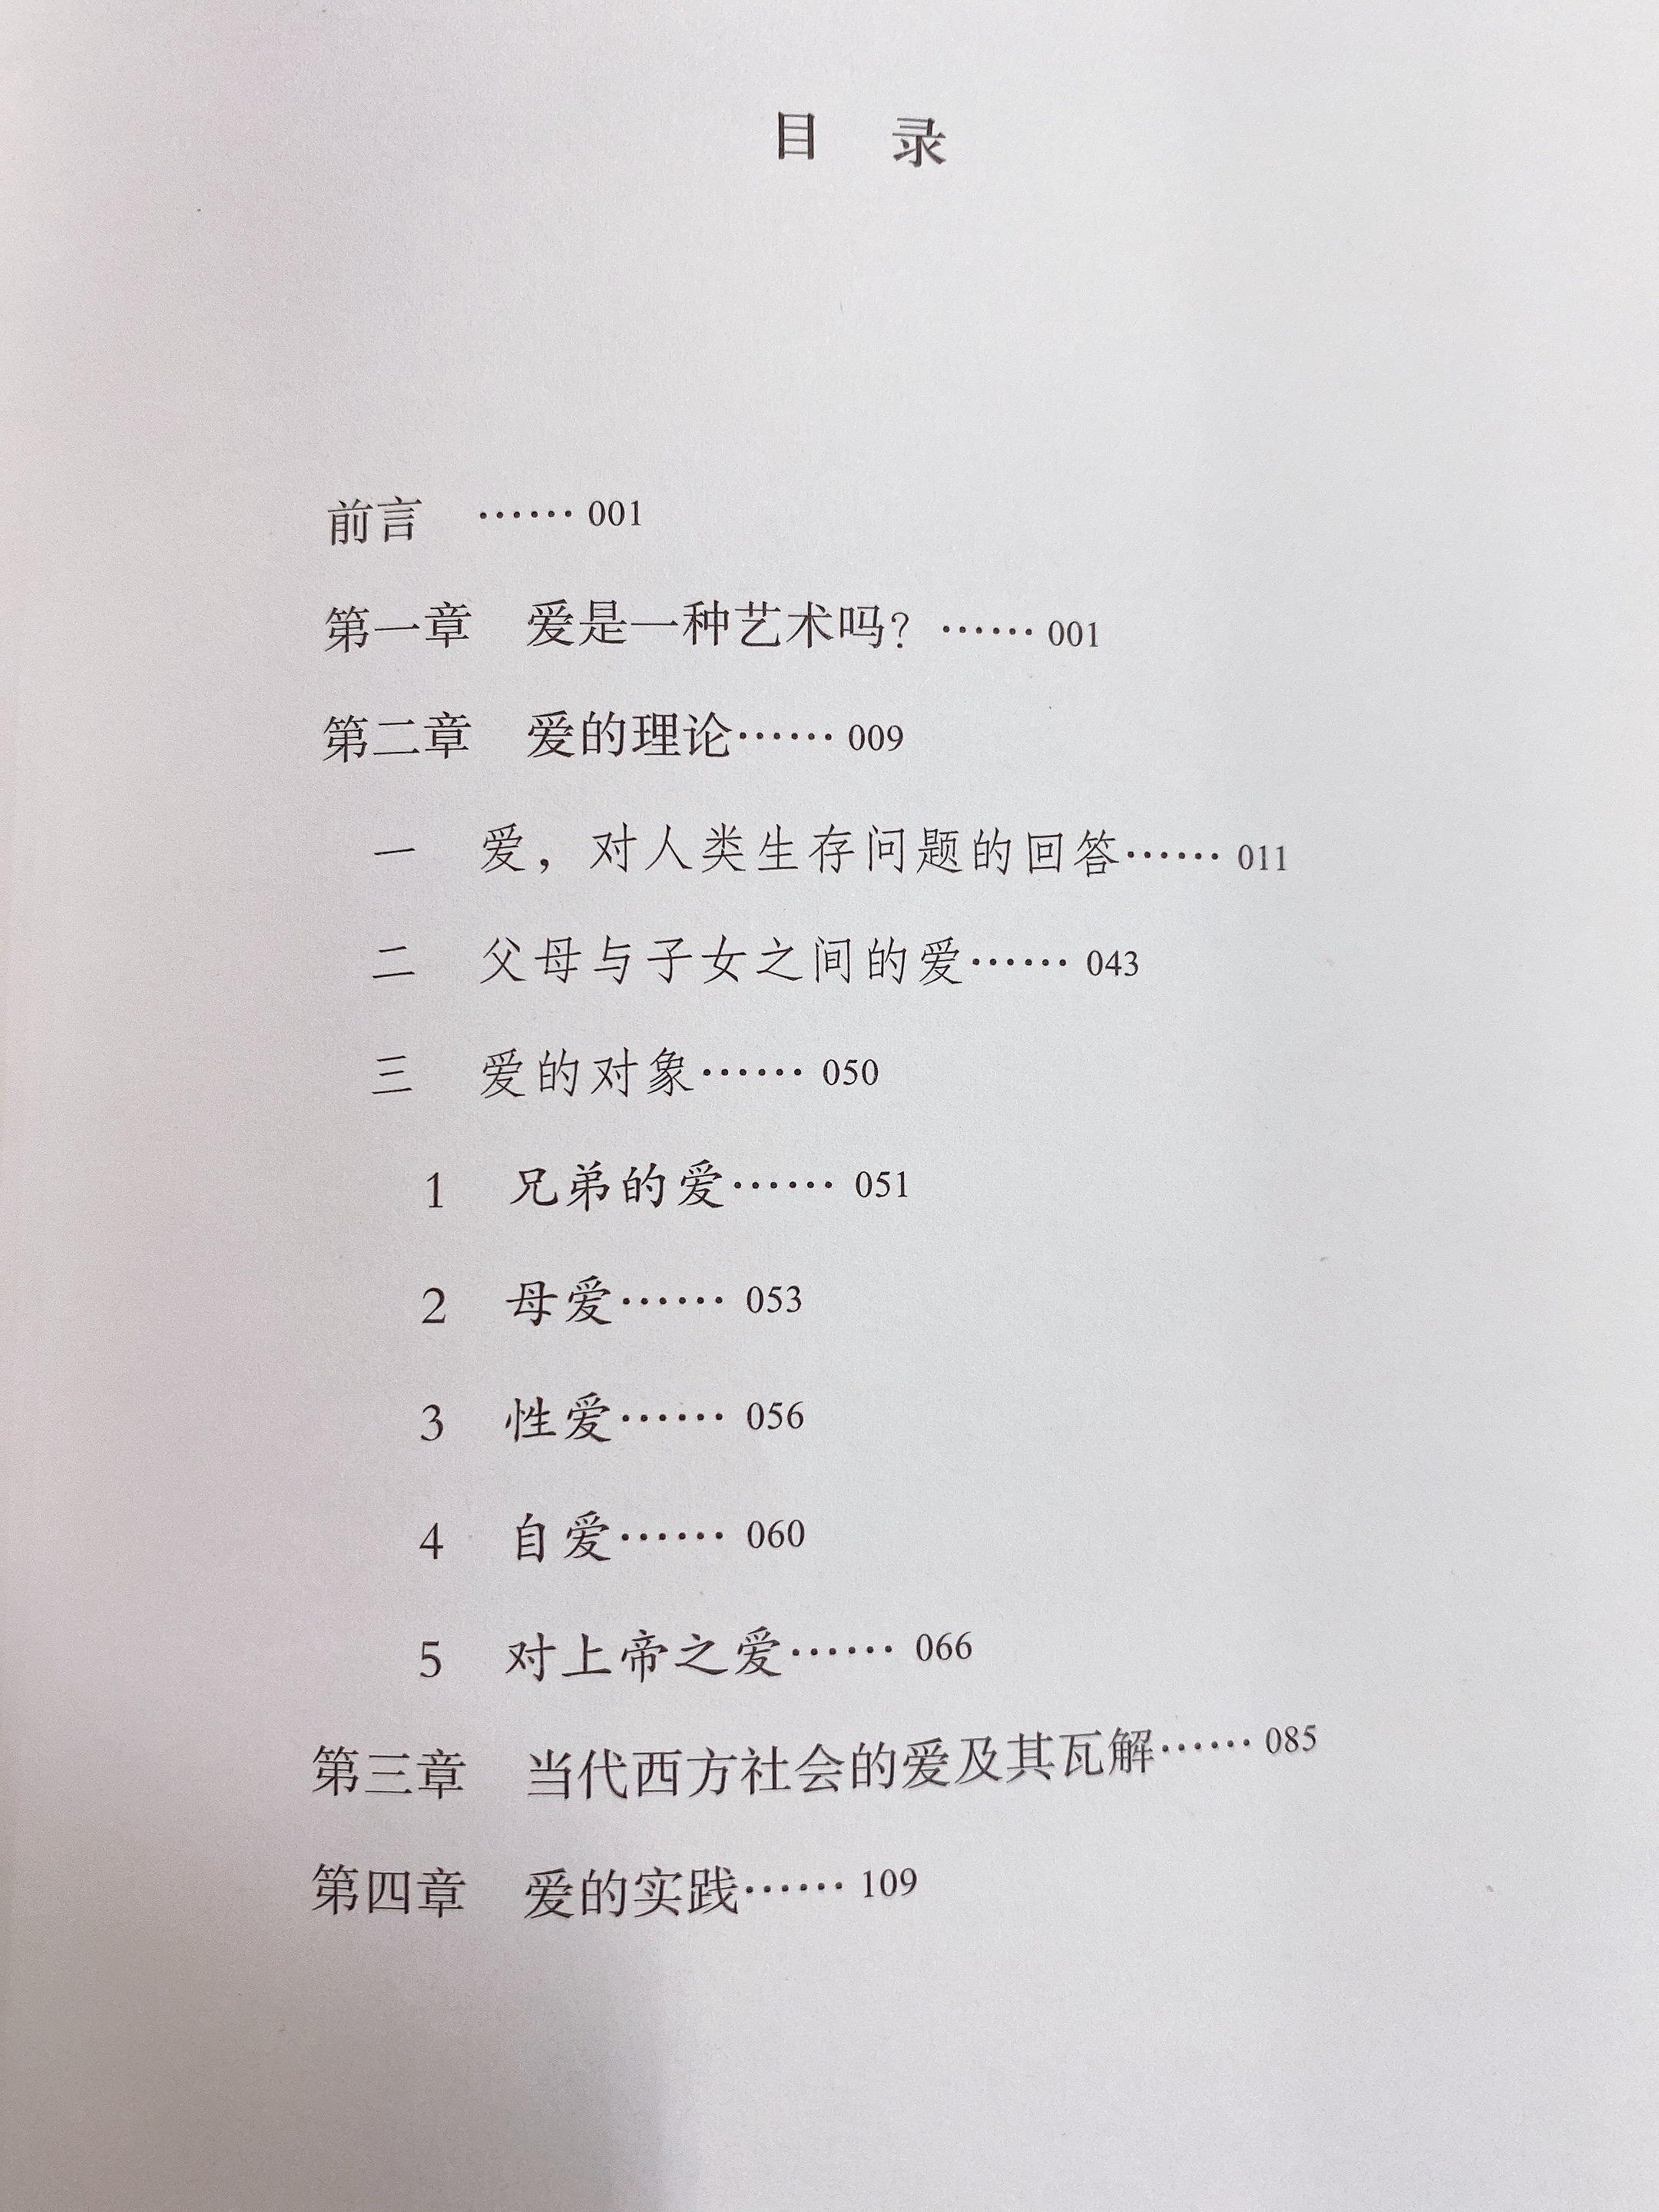 目 录
前言 …… 001
第一章 爱是一种艺术吗？…… 001
第二章 爱的理论…… 009
一 爱，对人类生存问题的回答…… 011
二 父母与子女之间的爱…… 043
三 爱的对象…… 050
1 兄弟的爱…… 051
2 母爱…… 053
3 性爱…… 056
4 自爱…… 060
5 对上帝之爱…… 066
第三章 当代西方社会的爱及其瓦解…… 085
第四章 爱的实践…… 109